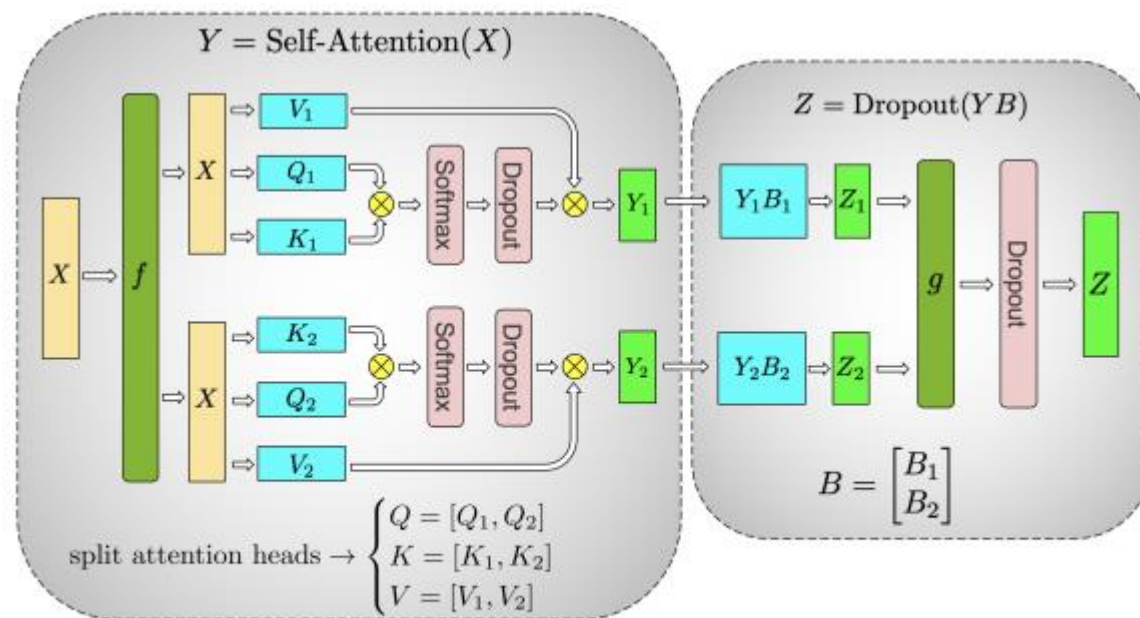 Y = Self-Attention(X)
X
f
X
V₁
Q₁
K₁
Softmax
Dropout
Y₁
X
K₂
Q₂
V₂
Softmax
Dropout
Y₂
split attention heads → { Q = [Q₁, Q₂]
K = [K₁, K₂]
V = [V₁, V₂]
Z = Dropout(YB)
Y₁B₁
Z₁
Y₂B₂
Z₂
g
Dropout
Z
B = [B₁
B₂]